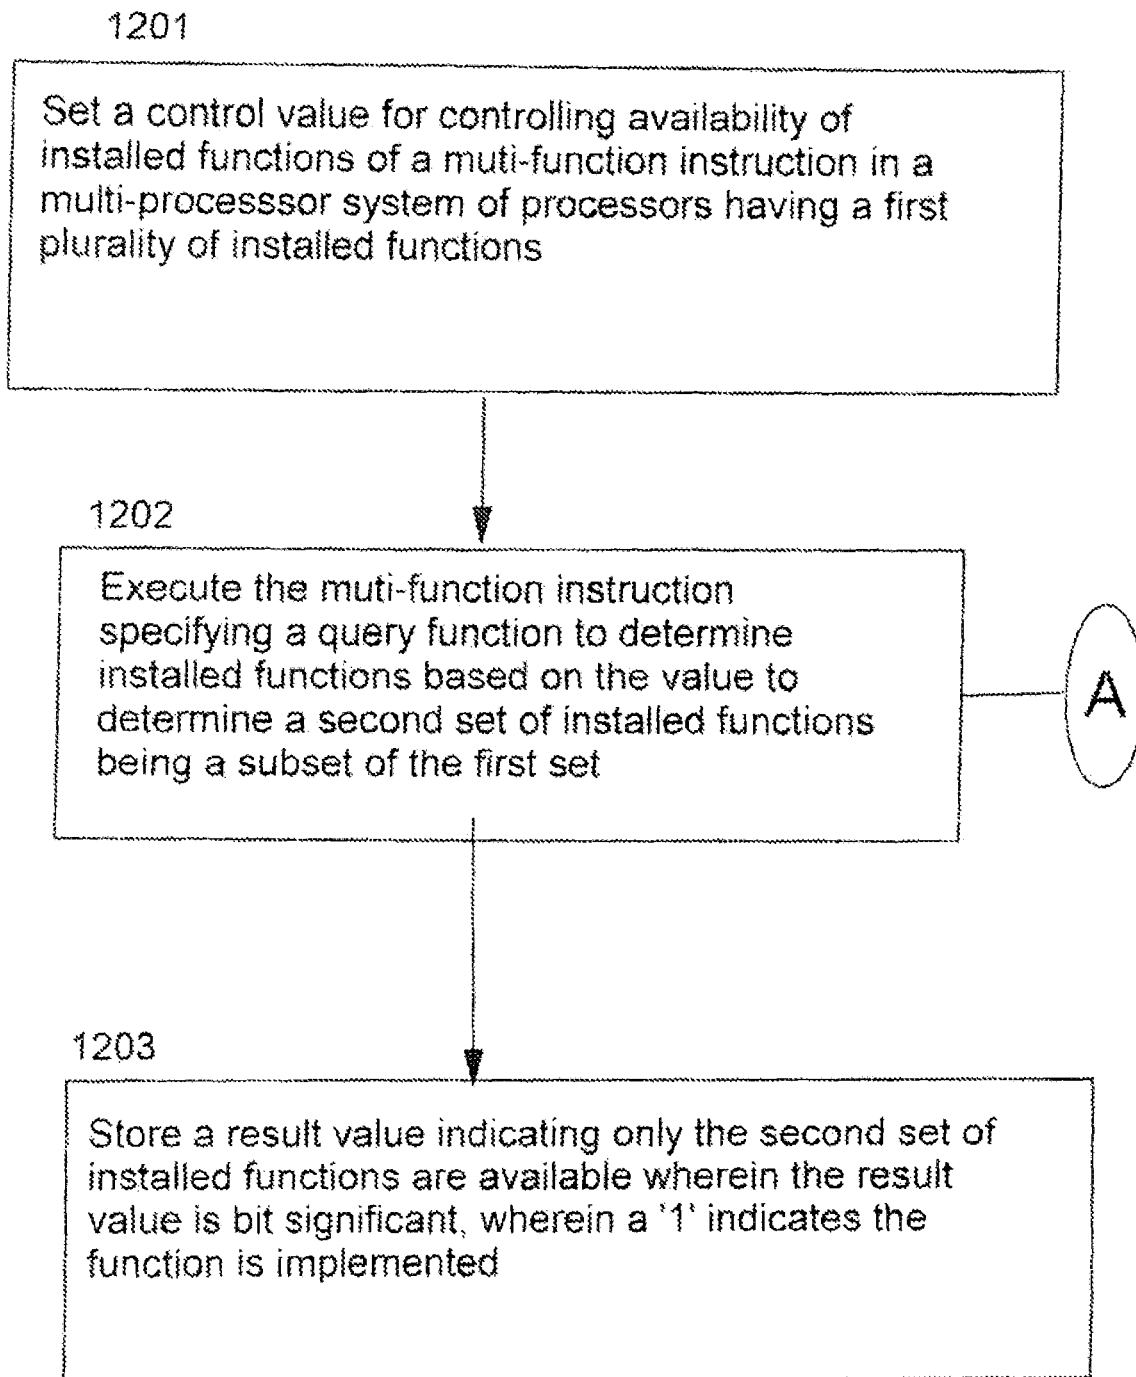 1201
Set a control value for controlling availability of
installed functions of a muti-function instruction in a
multi-processsor system of processors having a first
plurality of installed functions
1202
Execute the muti-function instruction
specifying a query function to determine
installed functions based on the value to
determine a second set of installed functions
being a subset of the first set
A
1203
Store a result value indicating only the second set of
installed functions are available wherein the result
value is bit significant, wherein a '1' indicates the
function is implemented